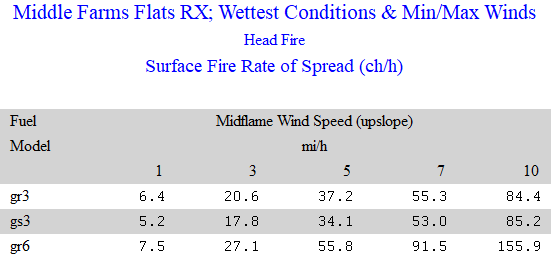 Middle Farms Flats RX; Wettest Conditions & Min/Max Winds
Head Fire
Surface Fire Rate of Spread (ch/h)
Fuel Midflame Wind Speed (upslope)
Model mi/h
1 3 5 7 10
gr3 6.4 20.6 37.2 55.3 84.4
gs3 5.2 17.8 34.1 53.0 85.2
gr6 7.5 27.1 55.8 91.5 155.9